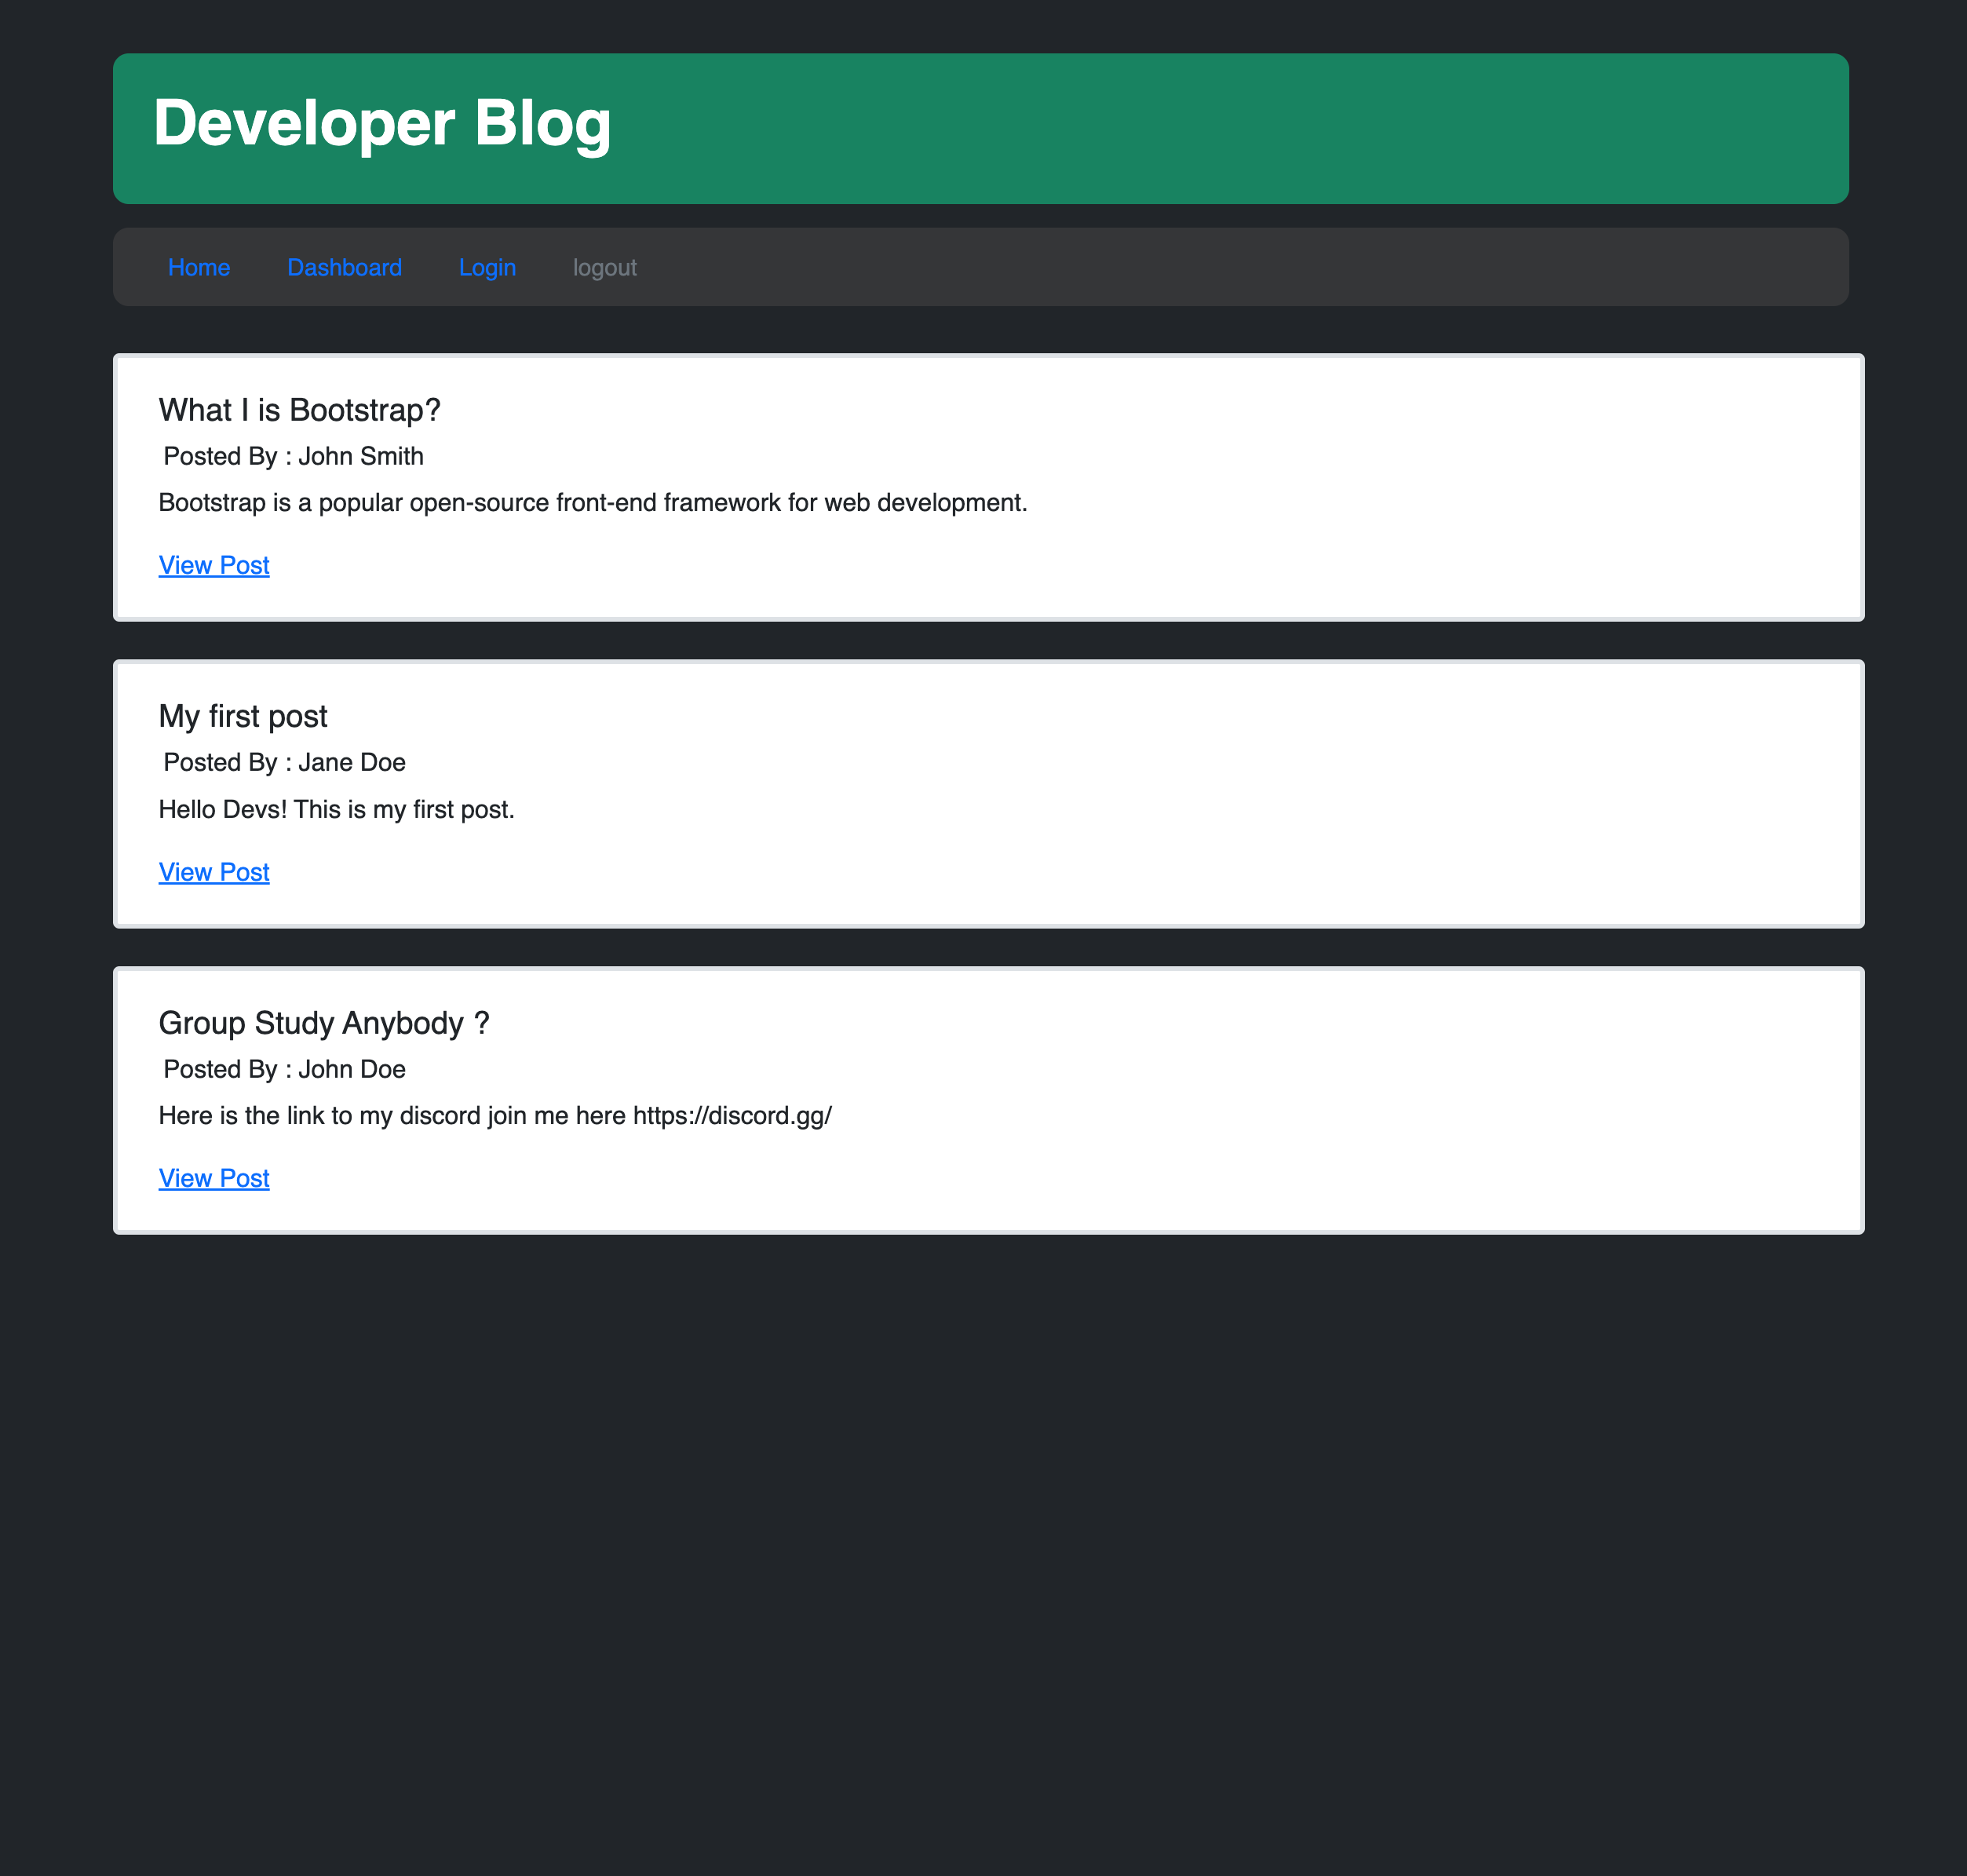 Developer Blog
Home Dashboard Login logout
What I is Bootstrap?
Posted By : John Smith
Bootstrap is a popular open-source front-end framework for web development.
View Post
My first post
Posted By : Jane Doe
Hello Devs! This is my first post.
View Post
Group Study Anybody ?
Posted By : John Doe
Here is the link to my discord join me here https://discord.gg/
View Post